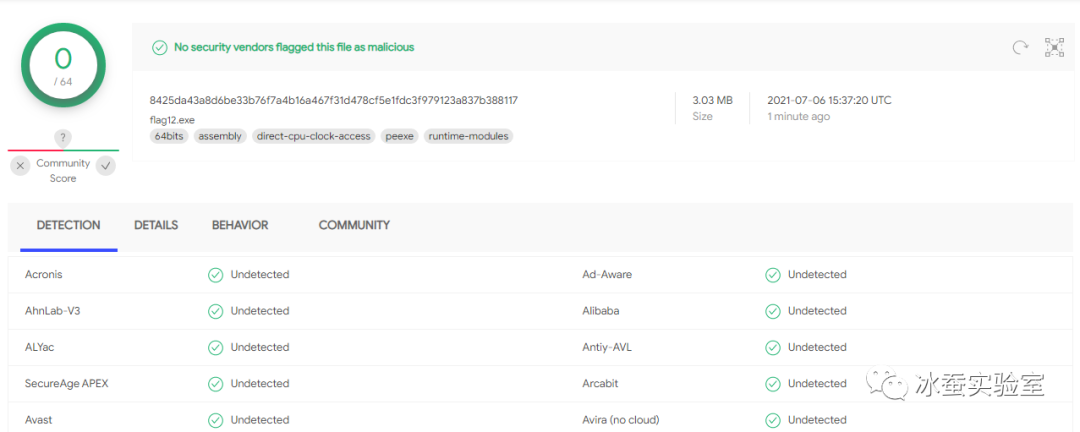 0
/ 64
?
Community
Score
No security vendors flagged this file as malicious
8425da43a8d6be33b76f7a4b16a467f31d478cf5e1fdc3f979123a837b388117
flag12.exe
64bits assembly direct-cpu-clock-access peexe runtime-modules
3.03 MB
Size
2021-07-06 15:37:20 UTC
1 minute ago
DETECTION DETAILS BEHAVIOR COMMUNITY
Acronis Undetected Ad-Aware Undetected
AhnLab-V3 Undetected Alibaba Undetected
ALYac Undetected Antiy-AVL Undetected
SecureAge APEX Undetected Arcabit Undetected
Avast Undetected Avira (no cloud) Undetected
冰蚕实验室